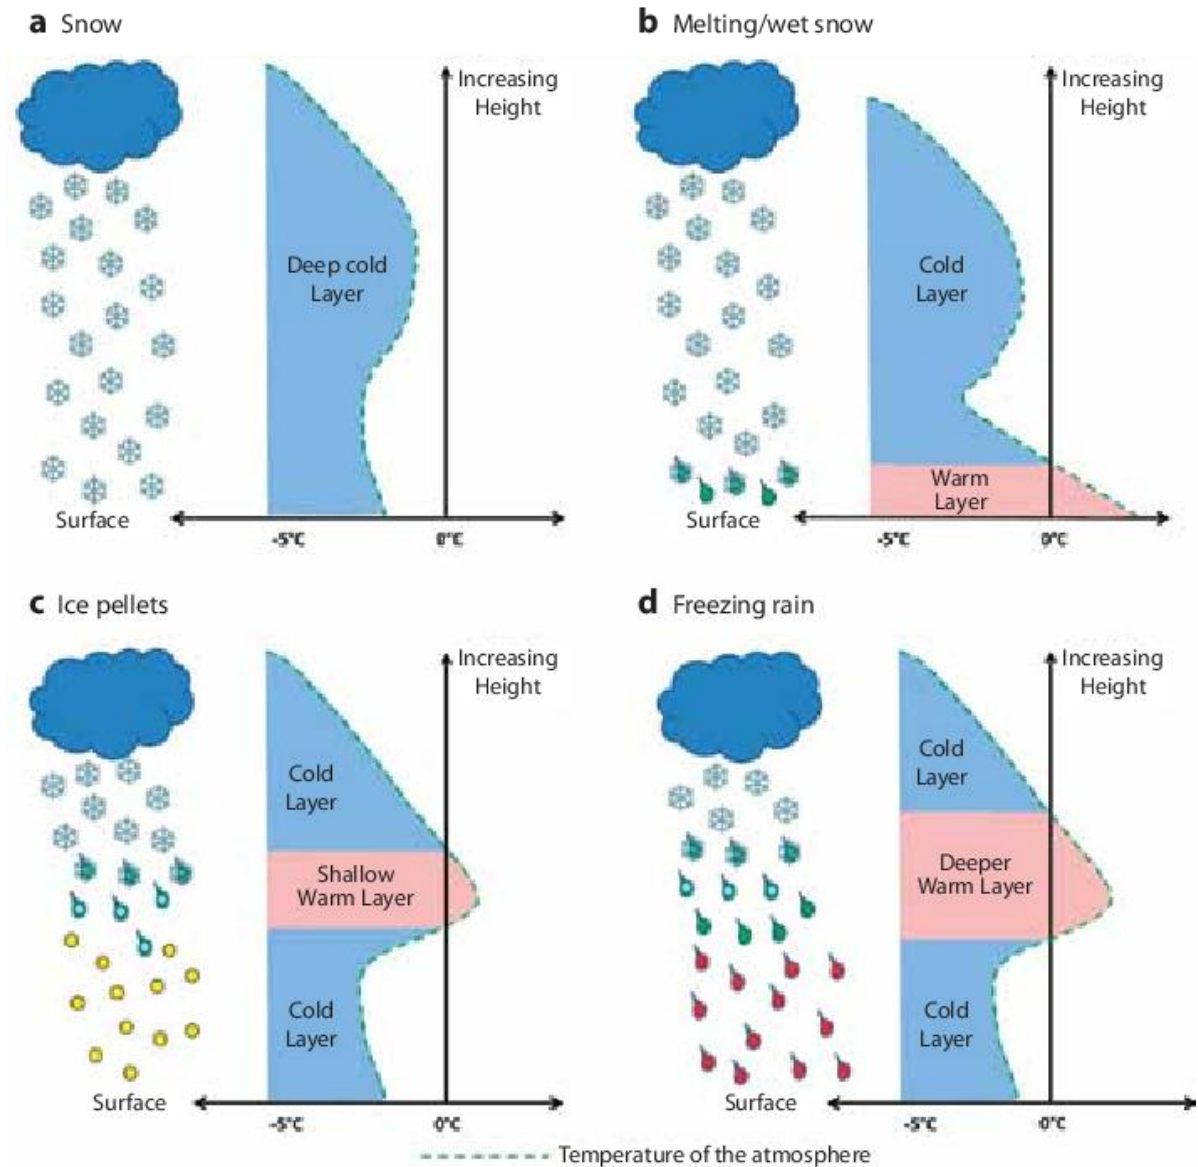 a Snow
Increasing
Height
Deep cold
Layer
Surface
-5°C
0°C
b Melting/wet snow
Increasing
Height
Cold
Layer
Warm
Layer
Surface
-5°C
0°C
c Ice pellets
Increasing
Height
Cold
Layer
Shallow
Warm Layer
Cold
Layer
Surface
-5°C
0°C
d Freezing rain
Increasing
Height
Cold
Layer
Deeper
Warm Layer
Cold
Layer
Surface
-5°C
0°C
Temperature of the atmosphere